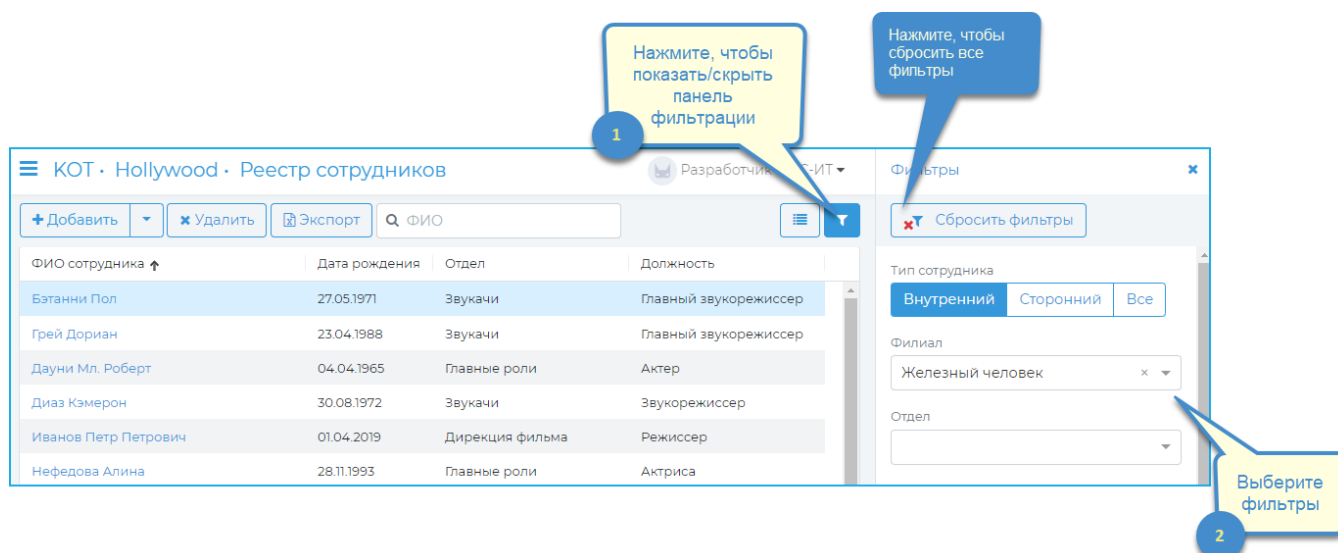 Нажмите, чтобы
показать/скрыть
панель
фильтрации
1
Нажмите, чтобы
сбросить все
фильтры
КОТ · Hollywood · Реестр сотрудников
Разработчик
С-ИТ
Фильтры
Добавить
Удалить
Экспорт
ФИО
Сбросить фильтры
ФИО сотрудника
Дата рождения
Отдел
Должность
Бэтанни Пол
27.05.1971
Звукачи
Главный звукорежиссер
Грей Дориан
23.04.1988
Звукачи
Главный звукорежиссер
Дауни Мл. Роберт
04.04.1965
Главные роли
Актер
Диаз Кэмерон
30.08.1972
Звукачи
Звукорежиссер
Иванов Петр Петрович
01.04.2019
Дирекция фильма
Режиссер
Нефедова Алина
28.11.1993
Главные роли
Актриса
Тип сотрудника
Внутренний
Сторонний
Все
Филиал
Железный человек
Отдел
Выберите
фильтры
2